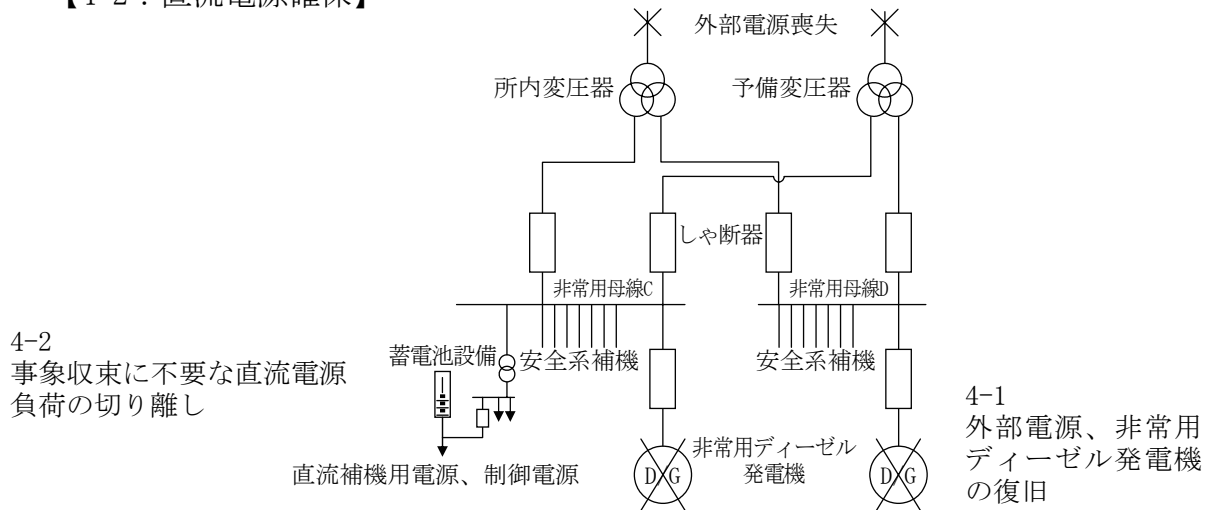 【4-2：直流電源確保】
外部電源喪失
所内変圧器
予備変圧器
しゃ断器
非常用母線C
非常用母線D
4-2
事象収束に不要な直流電源
負荷の切り離し
蓄電池設備
安全系補機
安全系補機
4-1
外部電源、非常用
ディーゼル発電機
の復旧
非常用ディーゼル
発電機
D/G
D/G
直流補機用電源、制御電源